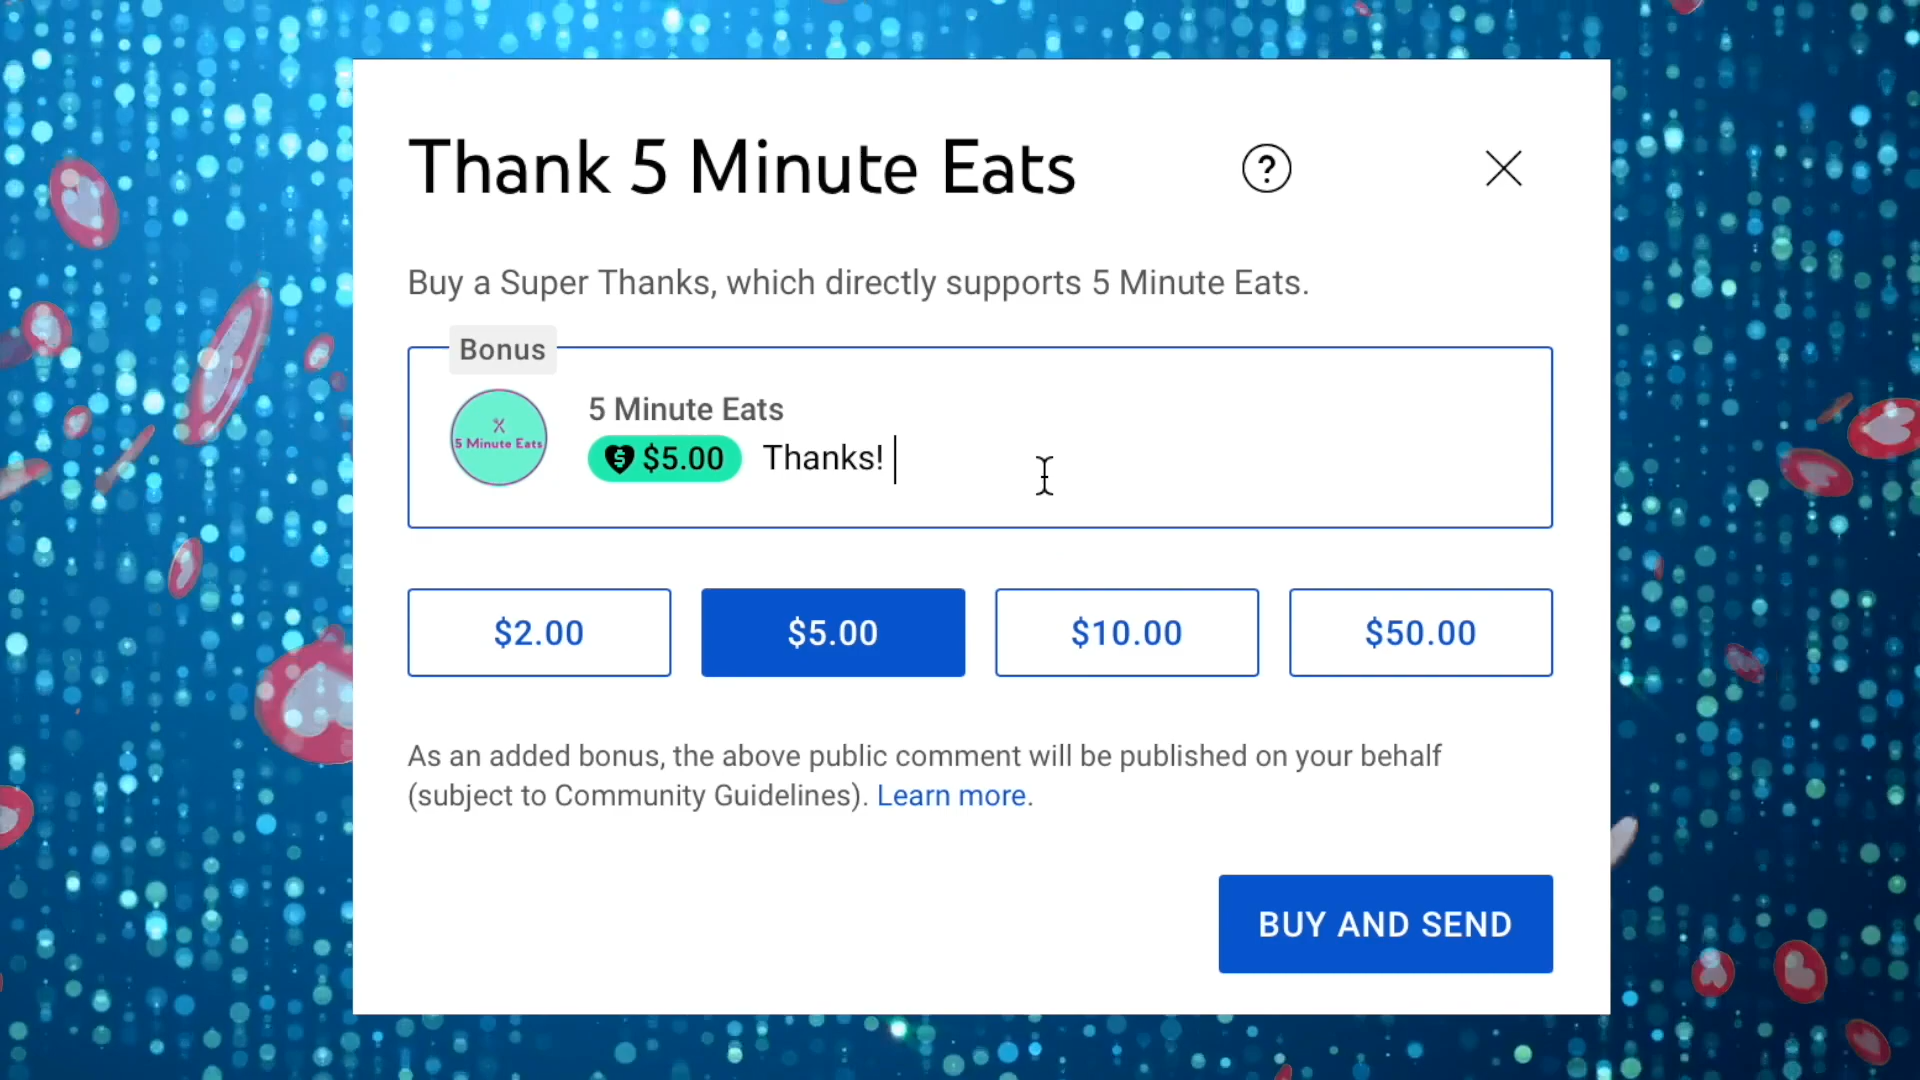 Thank 5 Minute Eats
?
Buy a Super Thanks, which directly supports 5 Minute Eats.
Bonus
5 Minute Eats
5 Minute Eats
$5.00 Thanks!
$2.00 $5.00 $10.00 $50.00
As an added bonus, the above public comment will be published on your behalf
(subject to Community Guidelines). Learn more.
BUY AND SEND